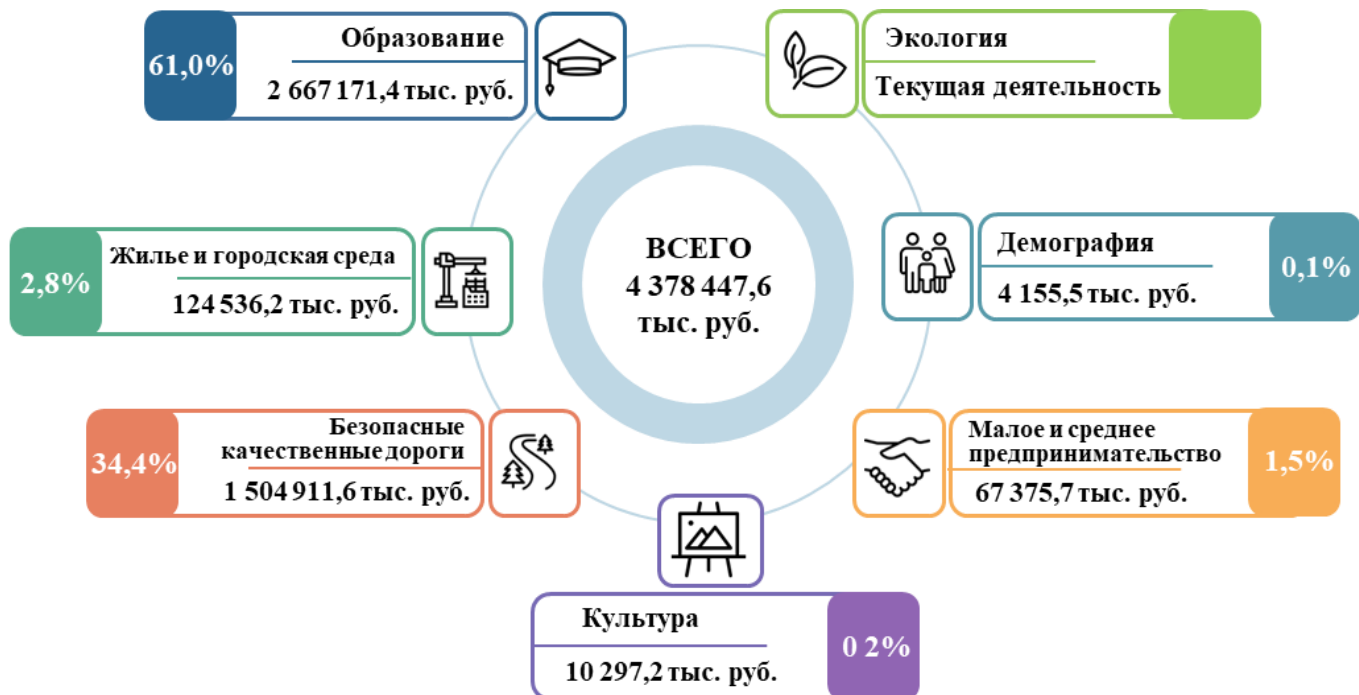 61,0%
Образование
2 667 171,4 тыс. руб.
Экология
Текущая деятельность
2,8%
Жилье и городская среда
124 536,2 тыс. руб.
ВСЕГО
4 378 447,6
тыс. руб.
Демография
4 155,5 тыс. руб.
0,1%
34,4%
Безопасные
качественные дороги
1 504 911,6 тыс. руб.
Малое и среднее
предпринимательство
67 375,7 тыс. руб.
1,5%
Культура
10 297,2 тыс. руб.
0 2%